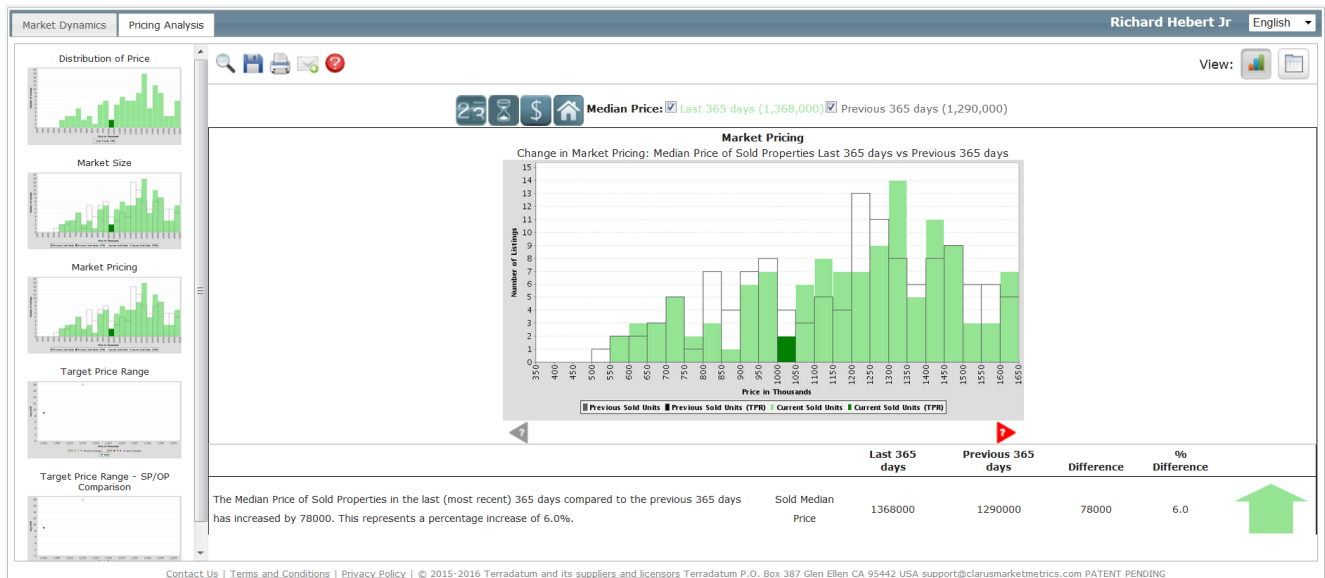 Market Dynamics
Pricing Analysis
Richard Hebert Jr
English
Distribution of Price
Market Size
Market Pricing
Target Price Range
Target Price Range - SP/OP
Comparison
View:
Median Price: Last 365 days (1,368,000) Previous 365 days (1,290,000)
Market Pricing
Change in Market Pricing: Median Price of Sold Properties Last 365 days vs Previous 365 days
Number of Listings
15
14
13
12
11
10
9
8
7
6
5
4
3
2
1
0
350 400 450 500 550 600 650 700 750 800 850 900 950 1000 1050 1100 1150 1200 1250 1300 1350 1400 1450 1500 1550 1600 1650
Price in Thousands
Previous Sold Units Previous Sold Units (TPR) Current Sold Units Current Sold Units (TPR)
? ?
Last 365 days
Previous 365 days
Difference
% Difference
The Median Price of Sold Properties in the last (most recent) 365 days compared to the previous 365 days
has increased by 78000. This represents a percentage increase of 6.0%.
Sold Median
Price
1368000 1290000 78000 6.0
Contact Us | Terms and Conditions | Privacy Policy | © 2015-2016 Terradatum and its suppliers and licensors Terradatum P.O. Box 387 Glen Ellen CA 95442 USA support@clarusmarketmetrics.com PATENT PENDING